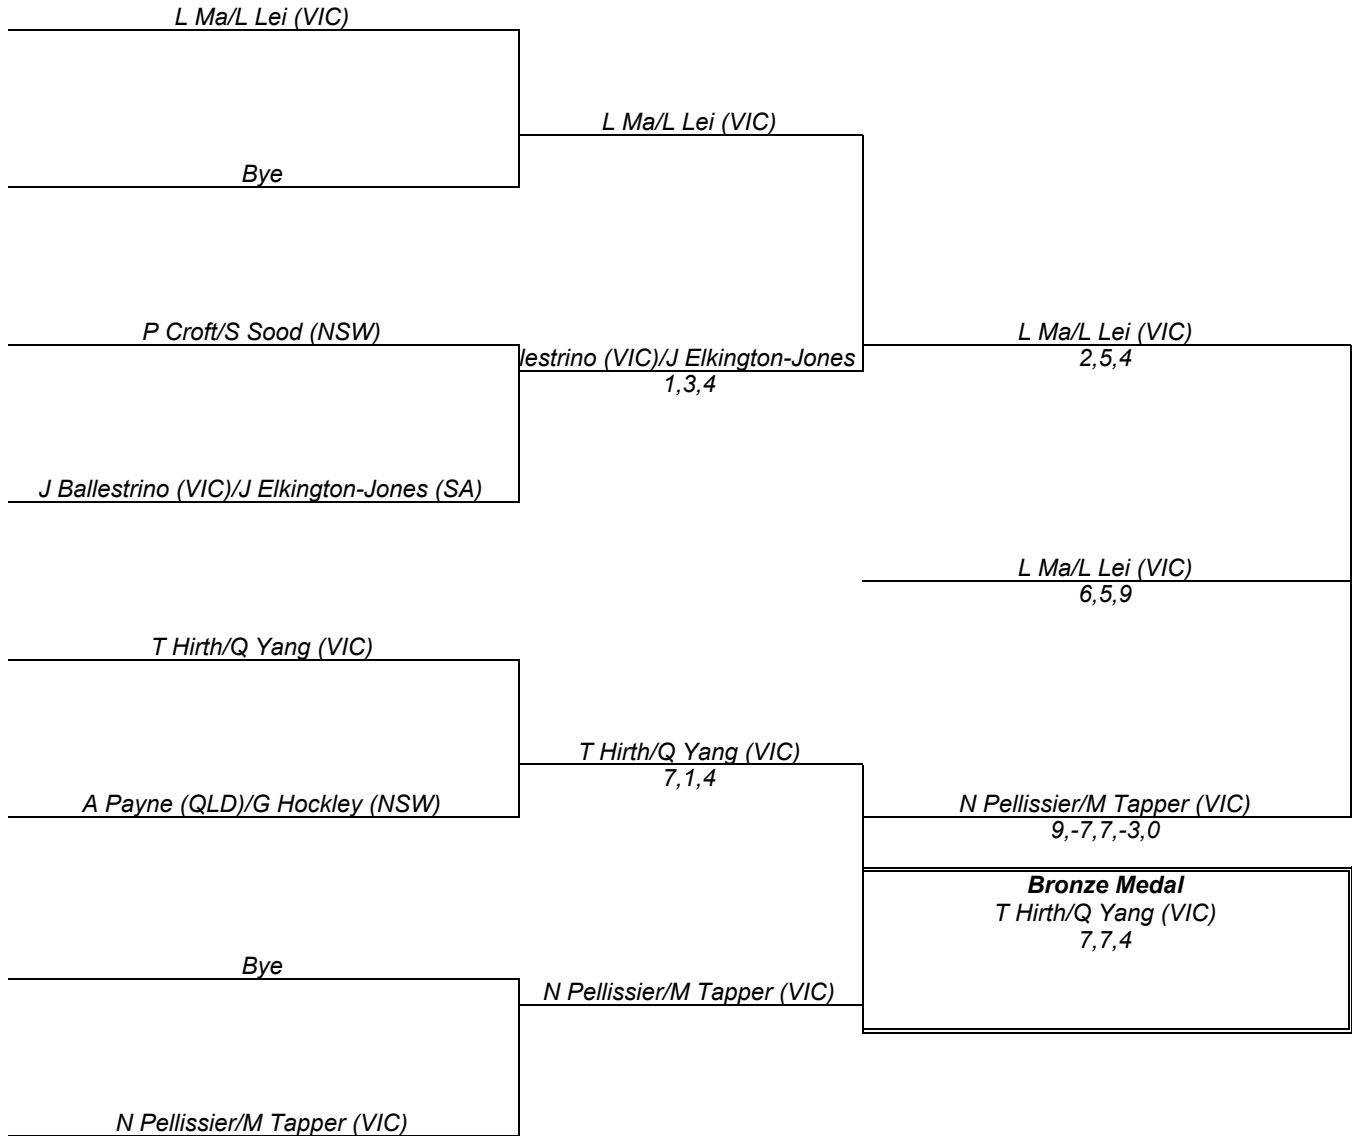 L Ma/L Lei (VIC)
L Ma/L Lei (VIC)
Bye
P Croft/S Sood (NSW)
lestrino (VIC)/J Elkington-Jones
1,3,4
L Ma/L Lei (VIC)
2,5,4
J Ballestrino (VIC)/J Elkington-Jones (SA)
L Ma/L Lei (VIC)
6,5,9
T Hirth/Q Yang (VIC)
T Hirth/Q Yang (VIC)
7,1,4
A Payne (QLD)/G Hockley (NSW)
N Pellissier/M Tapper (VIC)
9,-7,7,-3,0
Bronze Medal
T Hirth/Q Yang (VIC)
7,7,4
Bye
N Pellissier/M Tapper (VIC)
N Pellissier/M Tapper (VIC)